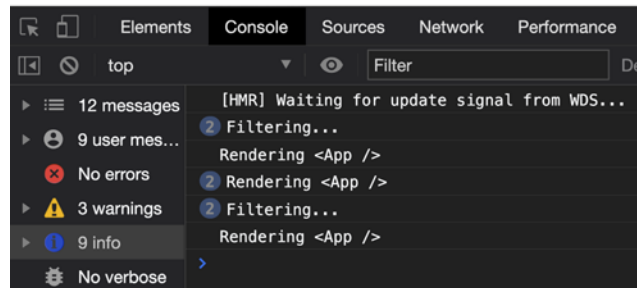 Elements Console Sources Network Performance
top Filter De
12 messages
9 user mes...
No errors
3 warnings
9 info
No verbose
[HMR] Waiting for update signal from WDS...
2 Filtering...
Rendering <App />
2 Rendering <App />
2 Filtering...
Rendering <App />
>